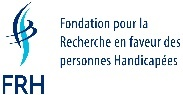 Fondation pour la
Recherche en faveur des
personnes Handicapées
FRH